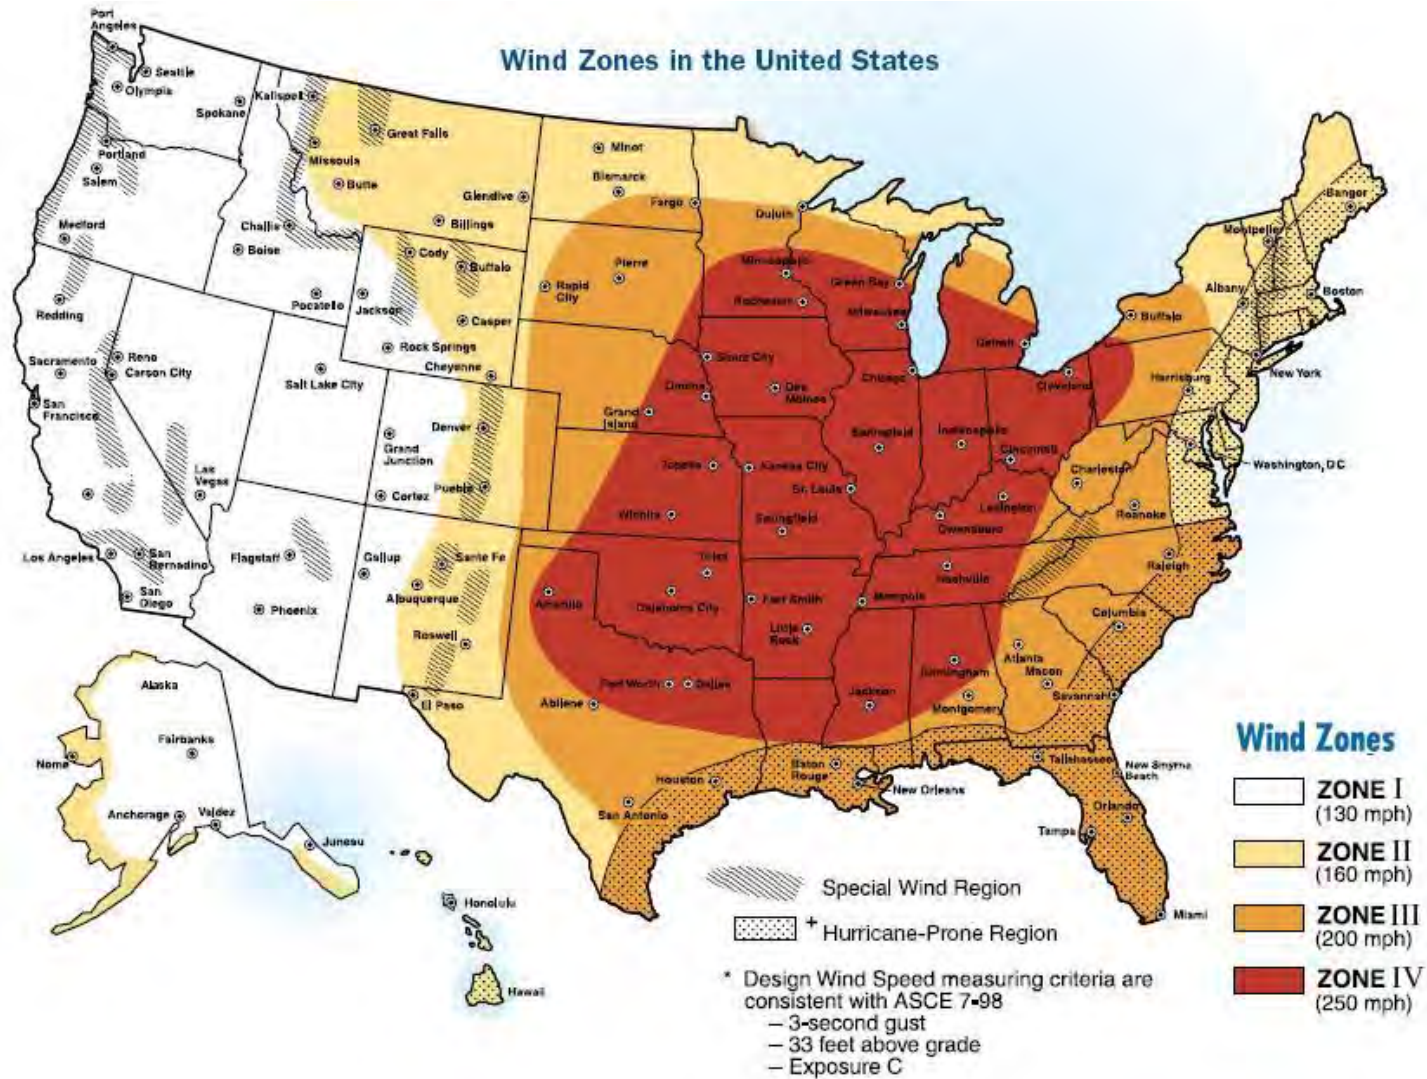 Wind Zones in the United States
Port
Angeles
Seattle
Olympia
Spokane
Kalispell
Great Falls
Portland
Salem
Missoula
Butte
Glendive
Billings
Medford
Challis
Boise
Pocatello
Cody
Buffalo
Jackson
Casper
Rock Springs
Cheyenne
Redding
Sacramento
Reno
Carson City
San
Francisco
Salt Lake City
Denver
Grand
Junction
Cortez
Pueblo
Las
Vegas
Los Angeles
San
Bernadino
San
Diego
Flagstaff
Phoenix
Gallup
Sante Fe
Albuquerque
Roswell
El Paso
Minot
Bismarck
Fargo
Pierre
Rapid
City
Minneapolis
Rochester
Green Bay
Milwaukee
Sioux City
Des
Moines
Omaha
Grand
Island
Chicago
Detroit
Cleveland
Springfield
Indianapolis
Cincinnati
Topeka
Kansas City
St. Louis
Wichita
Springfield
Owensboro
Lexington
Charleston
Roanoke
Tulsa
Oklahoma City
Amarillo
Fort Smith
Little
Rock
Memphis
Nashville
Fort Worth
Dallas
Abilene
Jackson
Birmingham
Montgomery
Atlanta
Macon
Columbia
Savannah
Raleigh
Houston
San Antonio
Baton
Rouge
New Orleans
Tallahassee
New Smyrna
Beach
Orlando
Tampa
Miami
Bangor
Montpelier
Albany
Boston
Buffalo
Harrisburg
New York
Washington, DC
Alaska
Fairbanks
Nome
Anchorage
Valdez
Juneau
Honolulu
Hawaii
Special Wind Region
+ Hurricane-Prone Region
* Design Wind Speed measuring criteria are
consistent with ASCE 7-98
– 3-second gust
– 33 feet above grade
– Exposure C
Wind Zones
ZONE I
(130 mph)
ZONE II
(160 mph)
ZONE III
(200 mph)
ZONE IV
(250 mph)